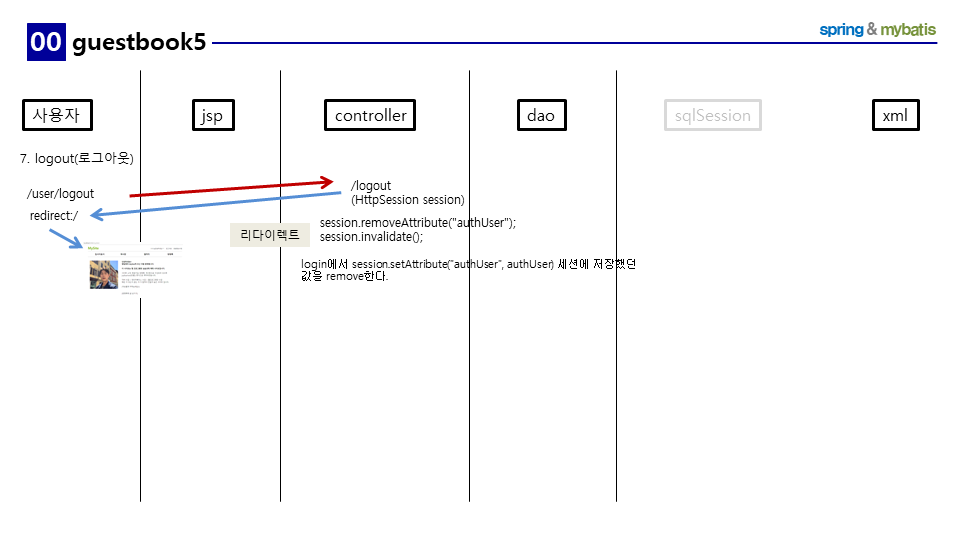 00 guestbook5
spring & mybatis
사용자
jsp
controller
dao
sqlSession
xml
7. logout(로그아웃)
/user/logout
redirect:/
/logout
(HttpSession session)
리다이렉트
session.removeAttribute("authUser");
session.invalidate();
login에서 session.setAttribute("authUser", authUser) 세션에 저장했던
값을 remove한다.
MyBatis